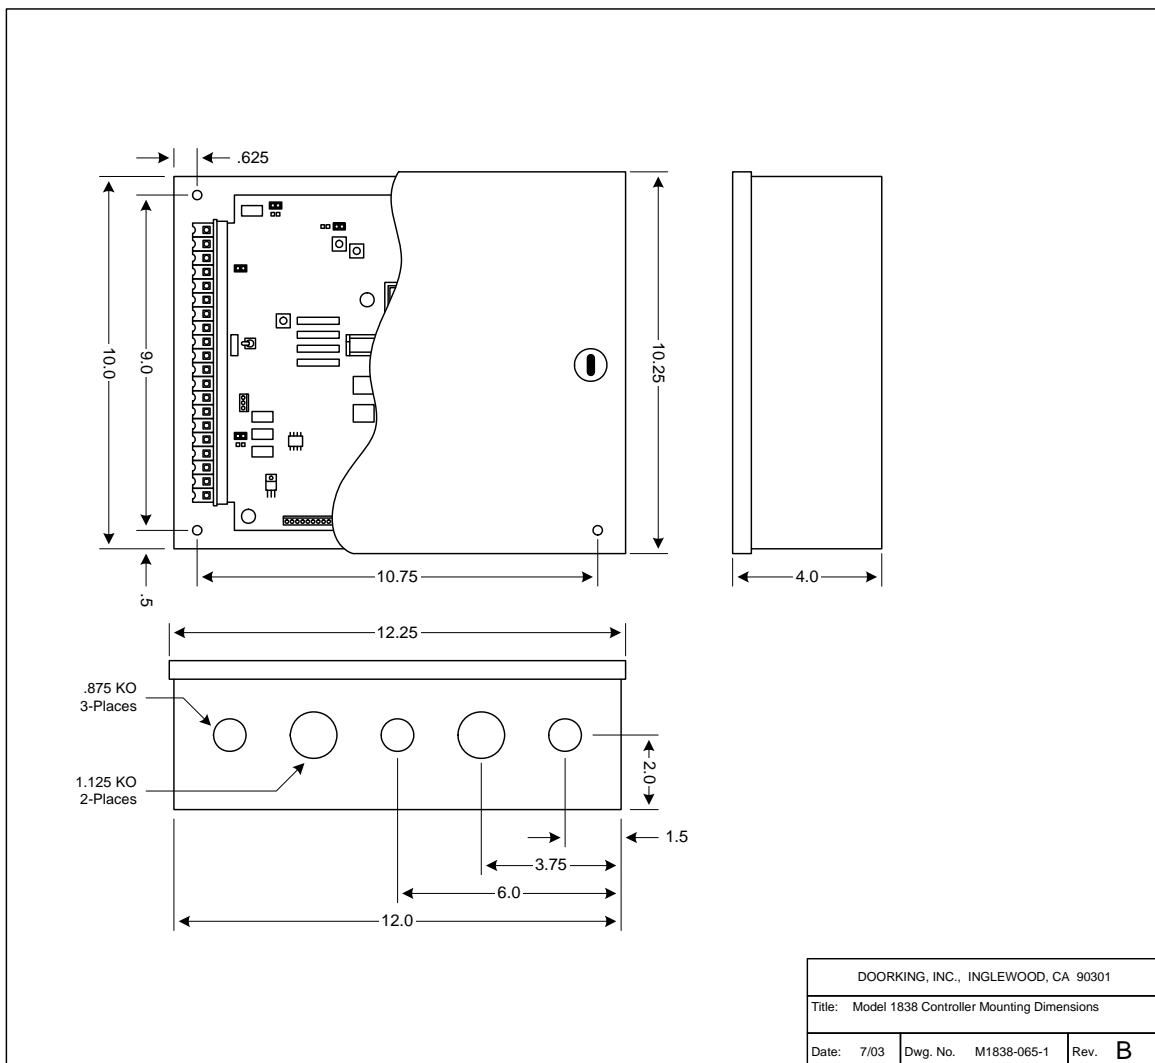 .625
10.0
9.0
10.25
.5
10.75
4.0
12.25
.875 KO
3-Places
1.125 KO
2-Places
2.0
1.5
3.75
6.0
12.0
DOORKING, INC., INGLEWOOD, CA 90301
Title: Model 1838 Controller Mounting Dimensions
Date: 7/03 Dwg. No. M1838-065-1 Rev. B